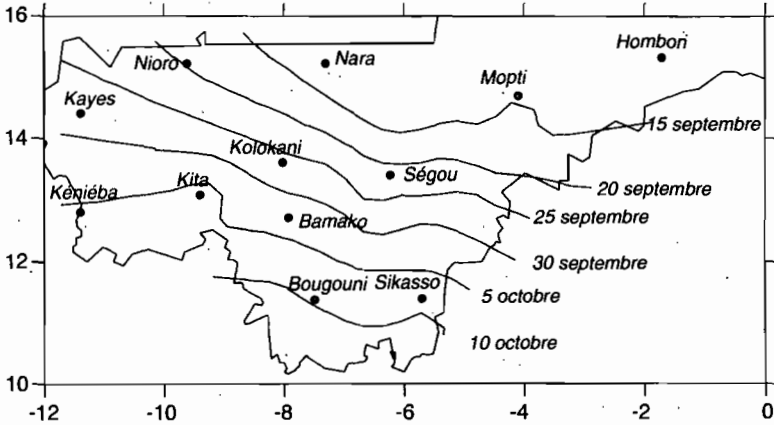 16
Hombori
Nioro
Nara
Mopti
Kayes
15 septembre
14
Kolokani
Ségou
Kita
20 septembre
Kéniéba
25 septembre
Bamako
12
30 septembre
Bougouni
Sikasso
5 octobre
10 octobre
10
-12
-10
-8
-6
-4
-2
0